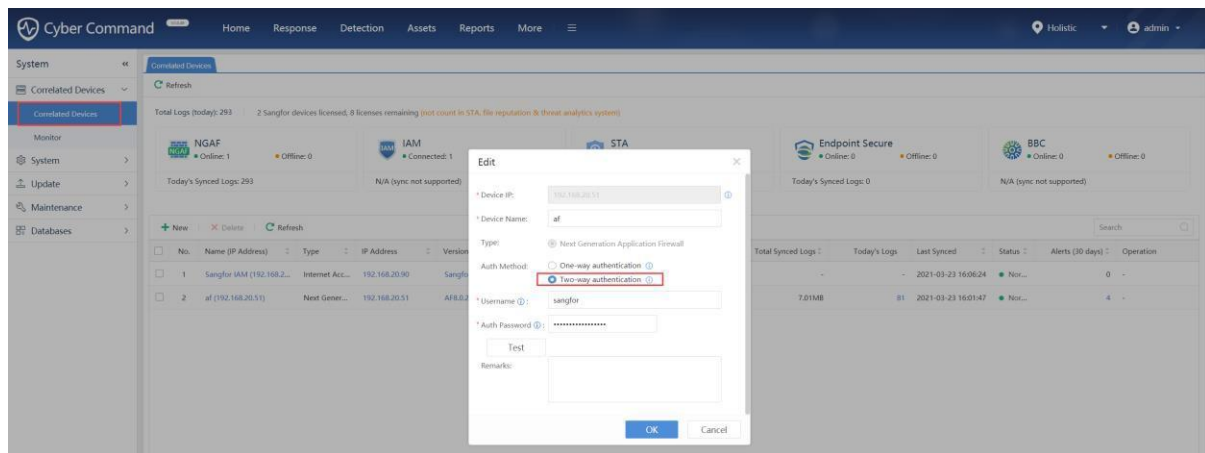 Cyber Command
Home Response Detection Assets Reports More
Holistic admin
System
Correlated Devices
Correlated Devices
Monitor
System
Update
Maintenance
Databases
Correlated Devices
Refresh
Total Logs (today): 293 2 Sangfor devices licensed, 8 licenses remaining (not count in STA, file reputation & threat analytics system)
NGAF
Online: 1 Offline: 0
Today's Synced Logs: 293
IAM
Connected: 1
N/A (sync not supported)
STA
Endpoint Secure
Online: 0 Offline: 0
Today's Synced Logs: 0
BBC
Online: 0 Offline: 0
N/A (sync not supported)
New Delete Refresh
Search
No. Name (IP Address) Type IP Address Version Total Synced Logs Today's Logs Last Synced Status Alerts (30 days) Operation
1 Sangfor IAM (192.168.2... Internet Acc... 192.168.20.90 Sangfo - - 2021-03-23 16:06:24 Nor... 0 -
2 af (192.168.20.51) Next Gener... 192.168.20.51 AF8.0.2 7.01MB 81 2021-03-23 16:01:47 Nor... 4 -
Edit
* Device IP: 192.168.20.51
* Device Name: af
Type: Next Generation Application Firewall
Auth Method: One-way authentication
Two-way authentication
* Username : sangfor
* Auth Password : ••••••••••••••••
Test
Remarks:
OK Cancel